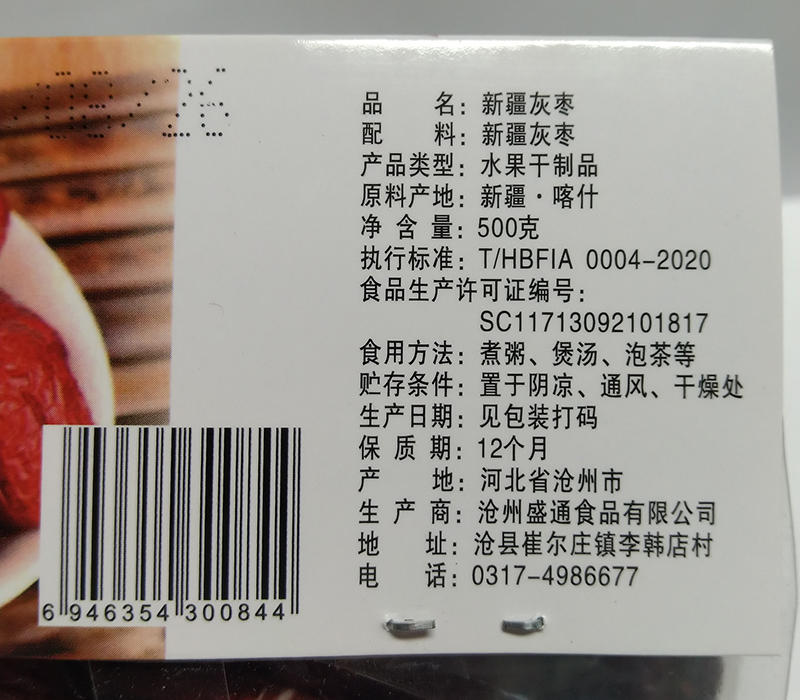 /26
品名：新疆灰枣
配料：新疆灰枣
产品类型：水果干制品
原料产地：新疆·喀什
净含量：500克
执行标准：T/HBFIA 0004-2020
食品生产许可证编号：
SC11713092101817
食用方法：煮粥、煲汤、泡茶等
贮存条件：置于阴凉、通风、干燥处
生产日期：见包装打码
保质期：12个月
产地：河北省沧州市
生产商：沧州盛通食品有限公司
地址：沧县崔尔庄镇李韩店村
电话：0317-4986677
6 946354 300844